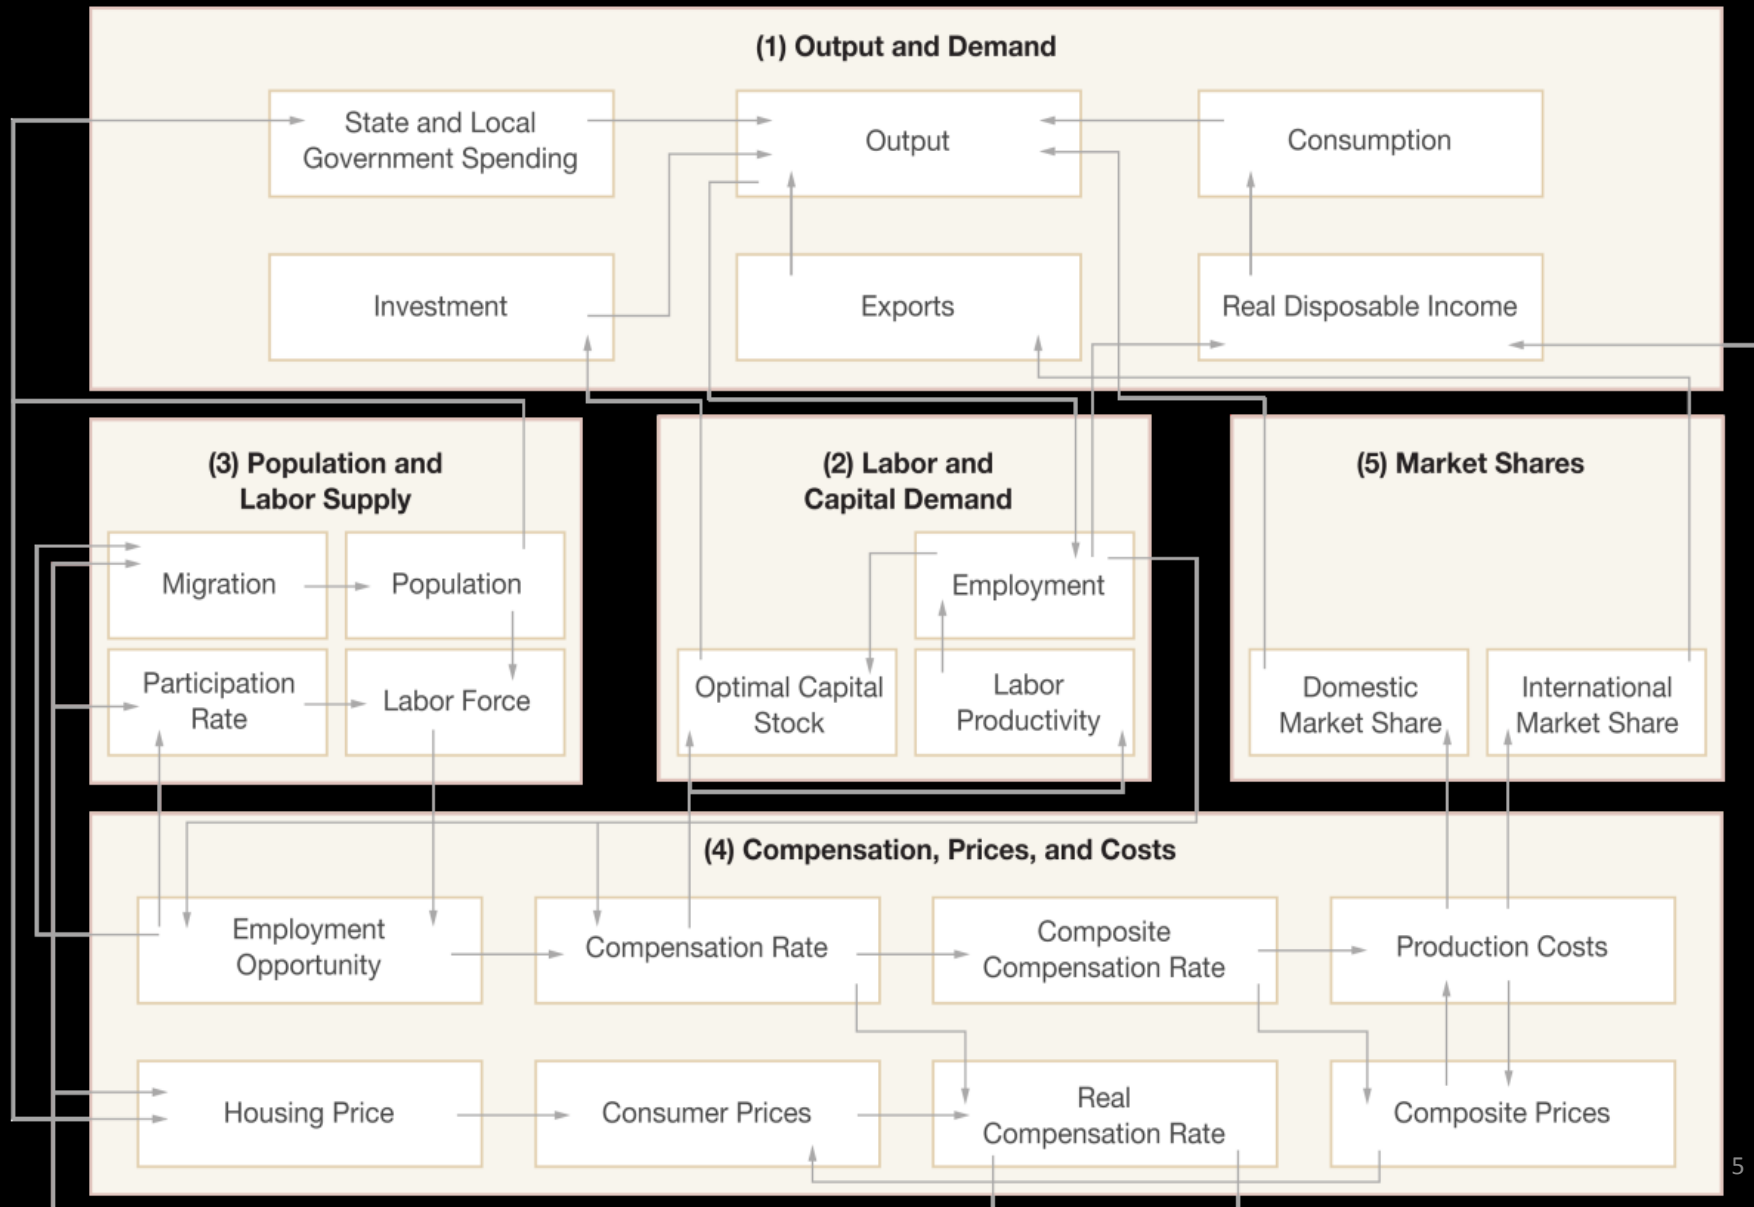 (1) Output and Demand
State and Local
Government Spending
Output
Consumption
Investment
Exports
Real Disposable Income
(3) Population and
Labor Supply
Migration
Population
Participation
Rate
Labor Force
(2) Labor and
Capital Demand
Employment
Optimal Capital
Stock
Labor
Productivity
(5) Market Shares
Domestic
Market Share
International
Market Share
(4) Compensation, Prices, and Costs
Employment
Opportunity
Compensation Rate
Composite
Compensation Rate
Production Costs
Housing Price
Consumer Prices
Real
Compensation Rate
Composite Prices
5